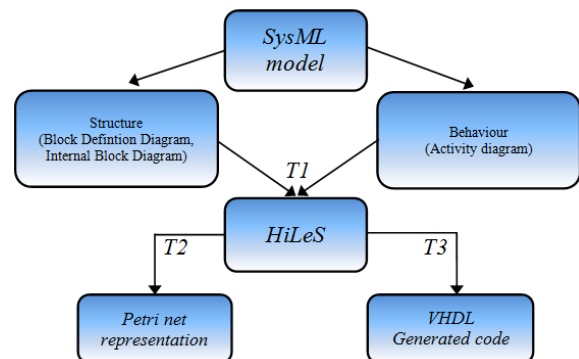 SysML
model
Structure
(Block Defintion Diagram,
Internal Block Diagram)
Behaviour
(Activity diagram)
T1
HiLeS
T2
T3
Petri net
representation
VHDL
Generated code